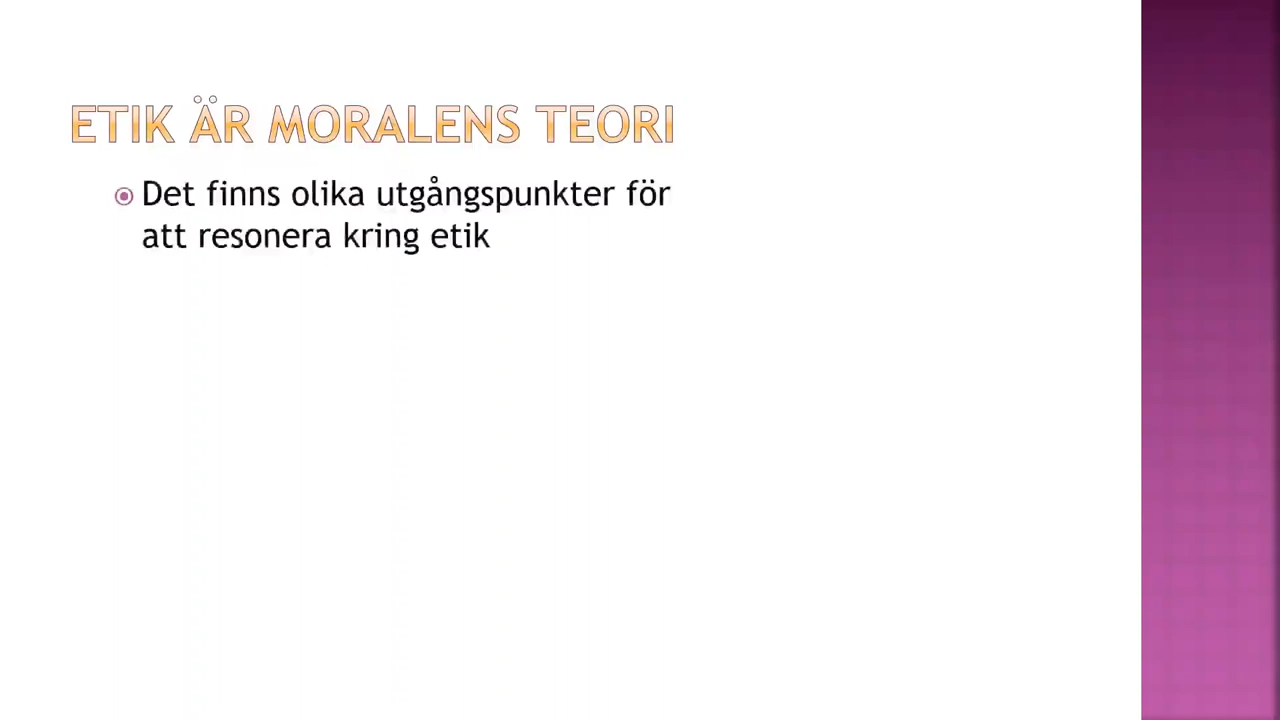 ETIK ÄR MORALENS TEORI
Det finns olika utgångspunkter för
att resonera kring etik